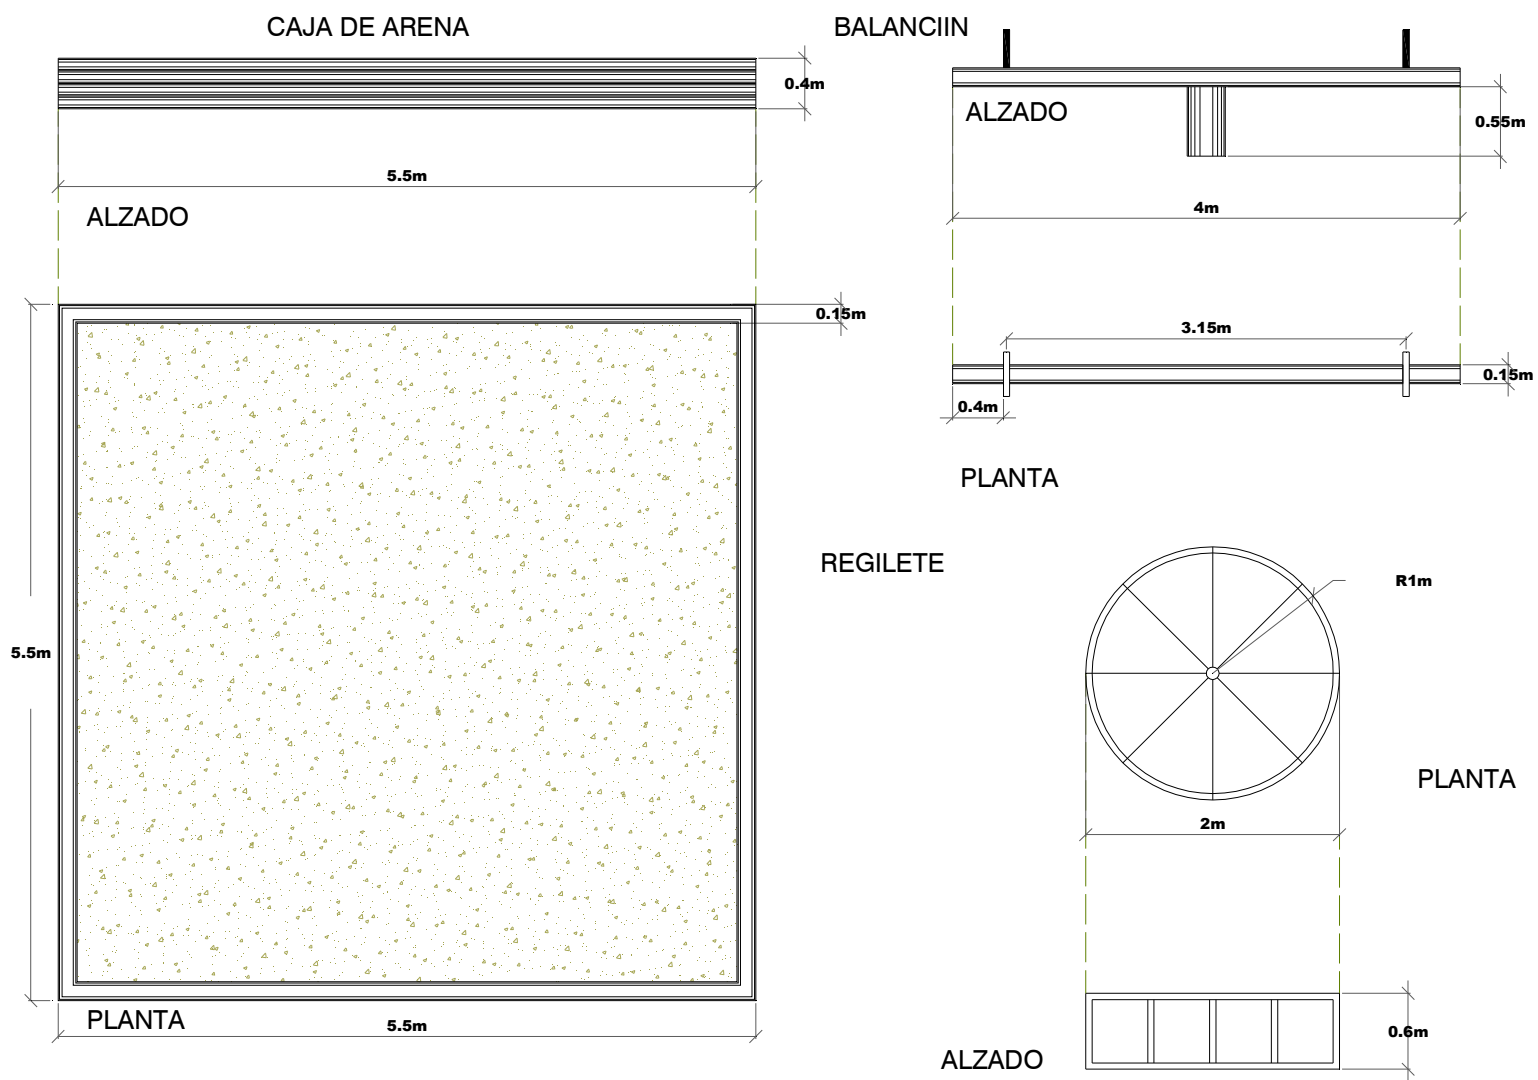 CAJA DE ARENA
0.4m
5.5m
ALZADO
0.15m
5.5m
PLANTA
5.5m
BALANCIIN
ALZADO
0.55m
4m
3.15m
0.15m
0.4m
PLANTA
REGILETE
R1m
PLANTA
2m
0.6m
ALZADO